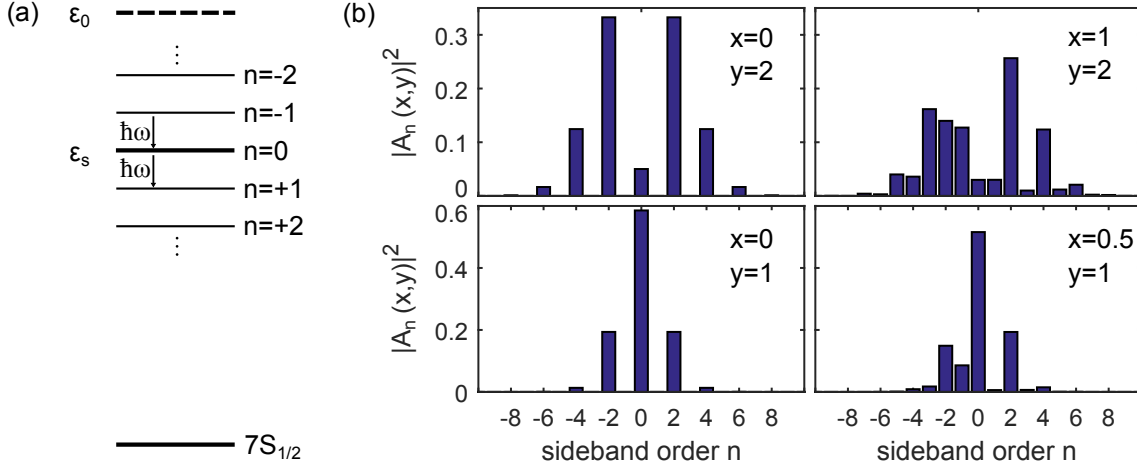 (a)
ε0
⋮
n=-2
n=-1
ħω
εs
n=0
ħω
n=+1
n=+2
⋮
7S1/2
(b)
|An(x,y)|2
0.3
0.2
0.1
0
x=0
y=2
x=1
y=2
|An(x,y)|2
0.6
0.4
0.2
0
x=0
y=1
x=0.5
y=1
-8 -6 -4 -2 0 2 4 6 8
-8 -6 -4 -2 0 2 4 6 8
sideband order n
sideband order n